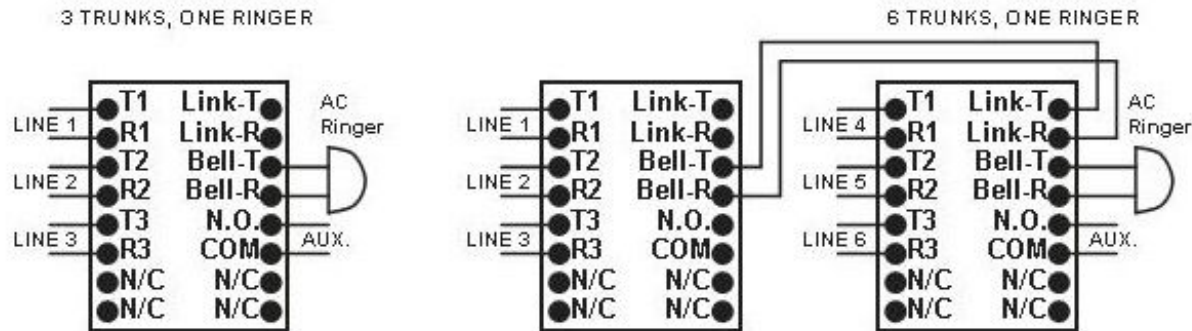 3 TRUNKS, ONE RINGER
LINE 1
LINE 2
LINE 3
T1 Link-T
R1 Link-R
T2 Bell-T
R2 Bell-R
T3 N.O.
R3 COM
N/C N/C
N/C N/C
AC
Ringer
AUX.
6 TRUNKS, ONE RINGER
LINE 1
LINE 2
LINE 3
T1 Link-T
R1 Link-R
T2 Bell-T
R2 Bell-R
T3 N.O.
R3 COM
N/C N/C
N/C N/C
LINE 4
LINE 5
LINE 6
T1 Link-T
R1 Link-R
T2 Bell-T
R2 Bell-R
T3 N.O.
R3 COM
N/C N/C
N/C N/C
AC
Ringer
AUX.